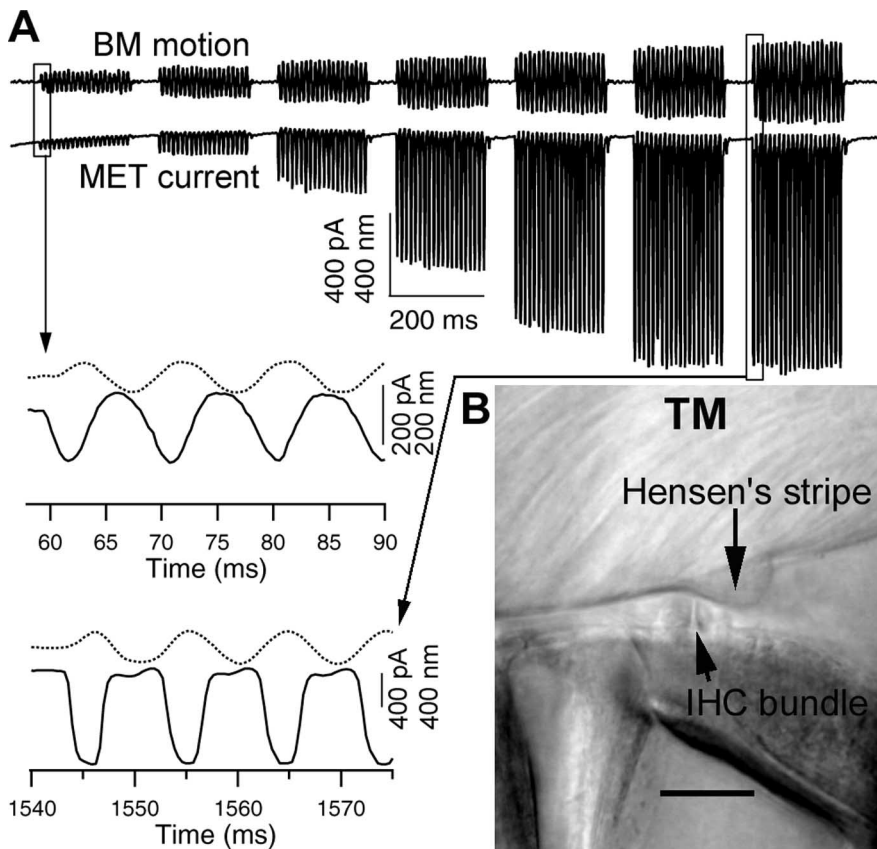 A
BM motion
MET current
400 pA
400 nm
200 ms
200 pA
200 nm
60 65 70 75 80 85 90
Time (ms)
400 pA
400 nm
1540 1550 1560 1570
Time (ms)
B
TM
Hensen's stripe
IHC bundle